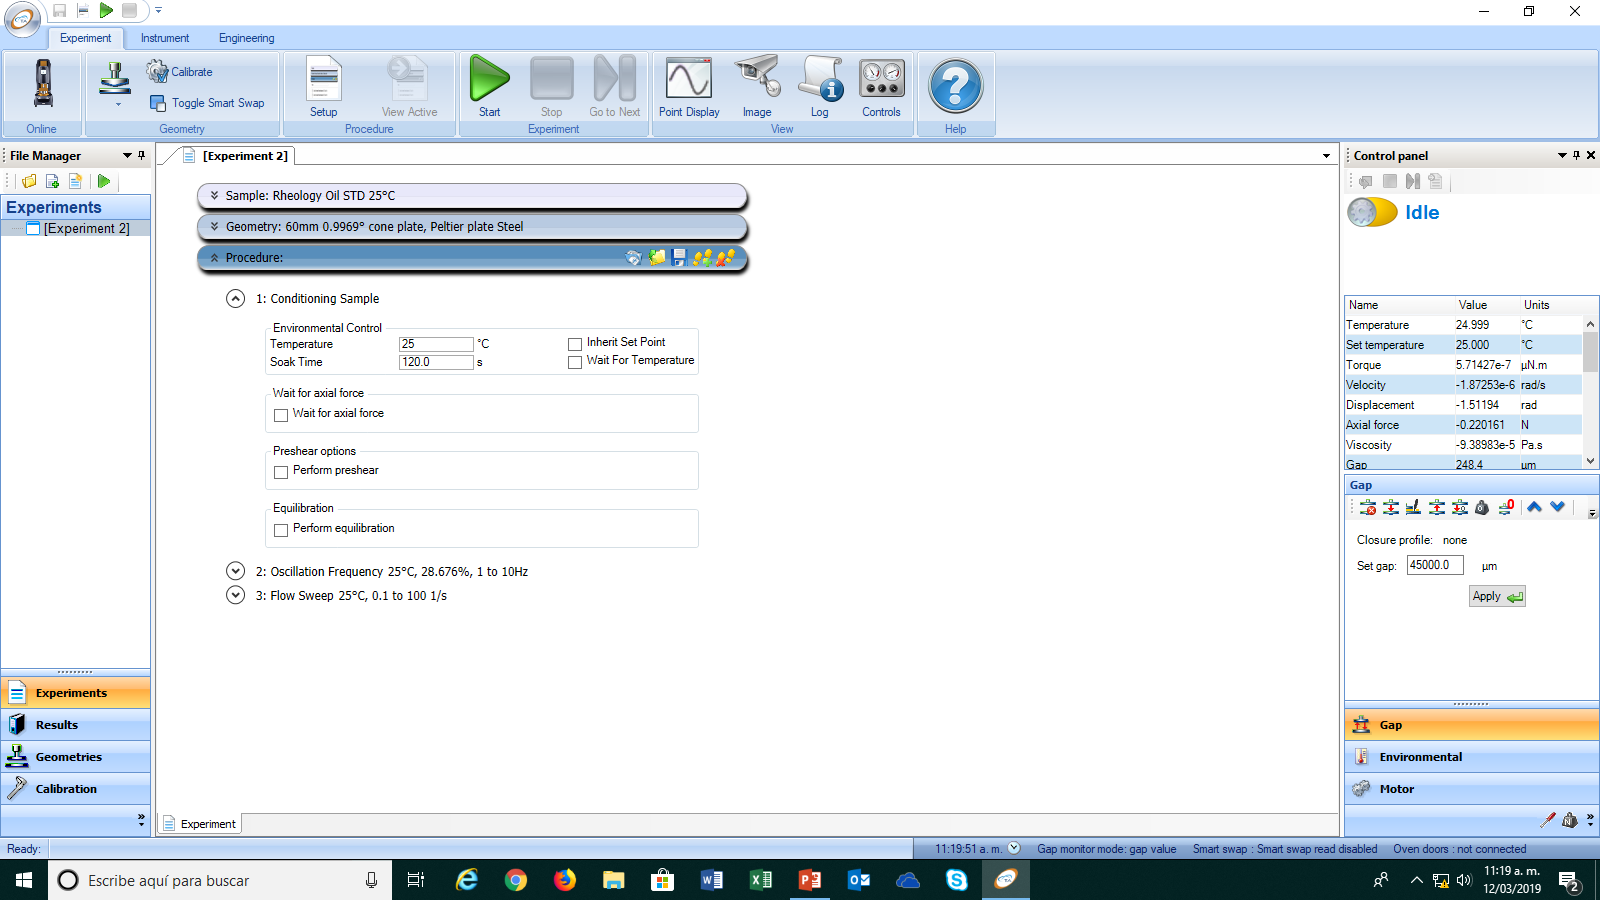 Experiment Instrument Engineering
Calibrate
Toggle Smart Swap
Setup View Active Start Stop Go to Next Point Display Image Log Controls
Online Geometry Procedure Experiment View Help
File Manager
Experiments
[Experiment 2]
Experiments
Results
Geometries
Calibration
[Experiment 2]
Sample: Rheology Oil STD 25°C
Geometry: 60mm 0.9969° cone plate, Peltier plate Steel
Procedure:
1: Conditioning Sample
Environmental Control
Temperature 25 °C Inherit Set Point
Soak Time 120.0 s Wait For Temperature
Wait for axial force
Wait for axial force
Preshear options
Perform preshear
Equilibration
Perform equilibration
2: Oscillation Frequency 25°C, 28.676%, 1 to 10Hz
3: Flow Sweep 25°C, 0.1 to 100 1/s
Experiment
Control panel
Idle
Name Value Units
Temperature 24.999 °C
Set temperature 25.000 °C
Torque 5.71427e-7 µN.m
Velocity -1.87253e-6 rad/s
Displacement -1.51194 rad
Axial force -0.220161 N
Viscosity -9.38983e-5 Pa.s
Gap 248.4 µm
Gap
Closure profile: none
Set gap: 45000.0 µm
Apply
Gap
Environmental
Motor
Ready: 11:19:51 a. m. Gap monitor mode: gap value Smart swap : Smart swap read disabled Oven doors : not connected
Escribe aquí para buscar
11:19 a. m.
12/03/2019
2